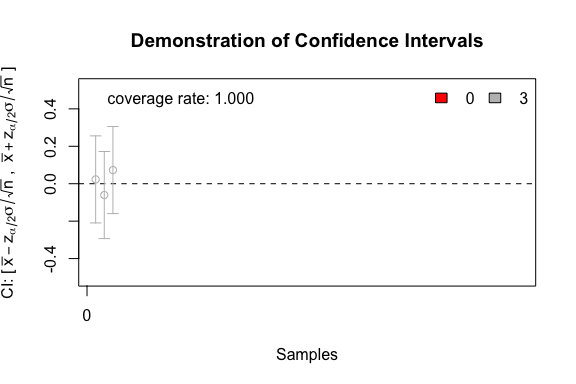 Demonstration of Confidence Intervals
coverage rate: 1.000
0
3
0.4
0.2
0.0
-0.4
CI: [ x̅ − z_{α/2}σ/√n , x̅ + z_{α/2}σ/√n ]
0
Samples